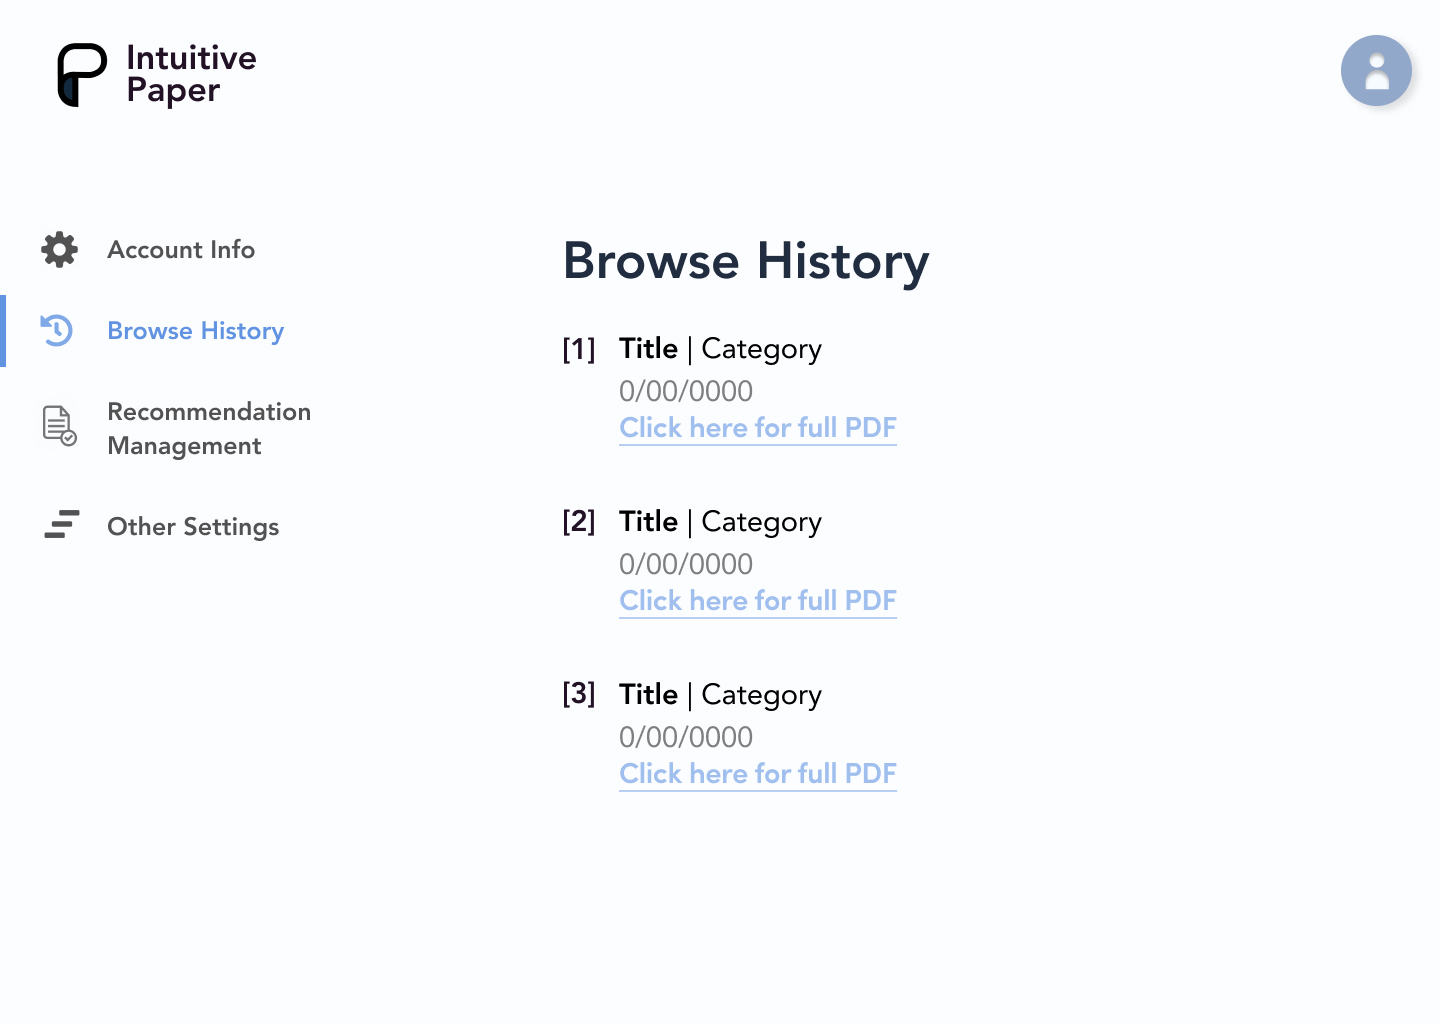 Intuitive
Paper
Account Info
Browse History
Recommendation
Management
Other Settings
Browse History
[1] Title | Category
0/00/0000
Click here for full PDF
[2] Title | Category
0/00/0000
Click here for full PDF
[3] Title | Category
0/00/0000
Click here for full PDF